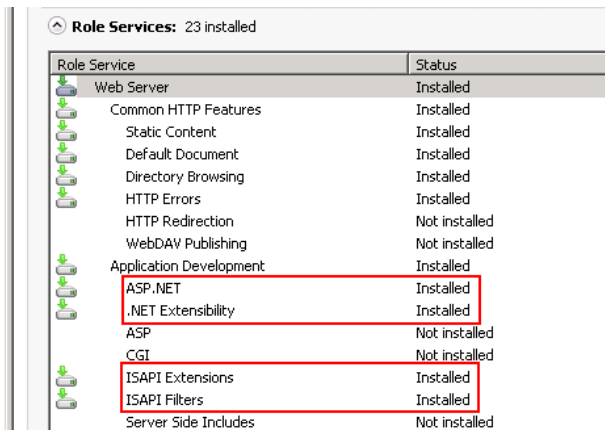 Role Services: 23 installed
Role Service Status
Web Server Installed
Common HTTP Features Installed
Static Content Installed
Default Document Installed
Directory Browsing Installed
HTTP Errors Installed
HTTP Redirection Not installed
WebDAV Publishing Not installed
Application Development Installed
ASP.NET Installed
.NET Extensibility Installed
ASP Not installed
CGI Not installed
ISAPI Extensions Installed
ISAPI Filters Installed
Server Side Includes Not installed